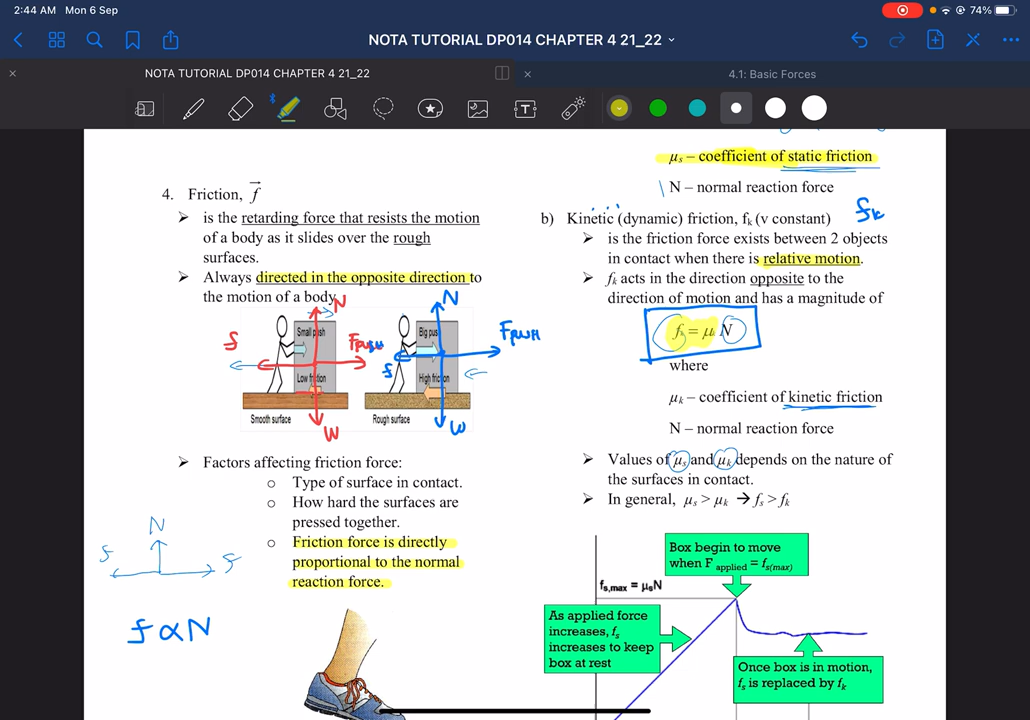 2:44 AM Mon 6 Sep
74%
NOTA TUTORIAL DP014 CHAPTER 4 21_22
NOTA TUTORIAL DP014 CHAPTER 4 21_22
4.1: Basic Forces
4. Friction, f
➢ is the retarding force that resists the motion
of a body as it slides over the rough
surfaces.
➢ Always directed in the opposite direction to
the motion of a body.
N
Small push
f
Low friction
W
Smooth surface
N
Big push
FPUSH
f
High friction
W
Rough surface
➢ Factors affecting friction force:
o Type of surface in contact.
o How hard the surfaces are
pressed together.
o Friction force is directly
proportional to the normal
reaction force.
N
f f
f ∝ N
μs – coefficient of static friction
N – normal reaction force
b) Kinetic (dynamic) friction, fk (v constant)
fk
➢ is the friction force exists between 2 objects
in contact when there is relative motion.
➢ fk acts in the direction opposite to the
direction of motion and has a magnitude of
N
where
μk – coefficient of kinetic friction
N – normal reaction force
➢ Values of μs and μk depends on the nature of
the surfaces in contact.
➢ In general, μs > μk → fs > fk
Box begin to move
when F applied = fs(max)
fs,max = μsN
As applied force
increases, fs
increases to keep
box at rest
Once box is in motion,
fs is replaced by fk